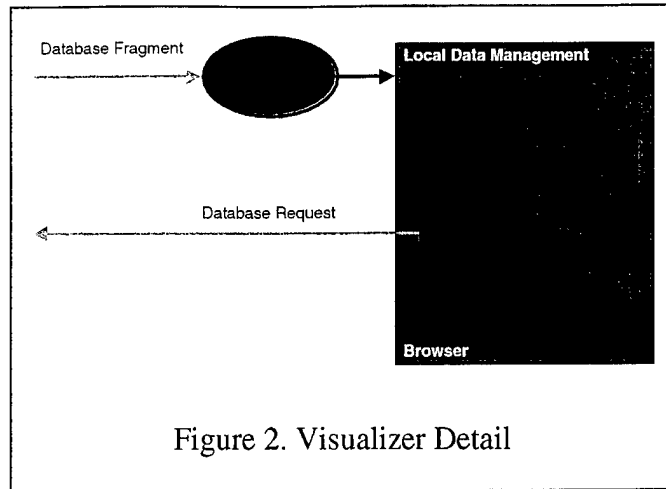 Database Fragment
Local Data Management
Database Request
Browser
Figure 2. Visualizer Detail